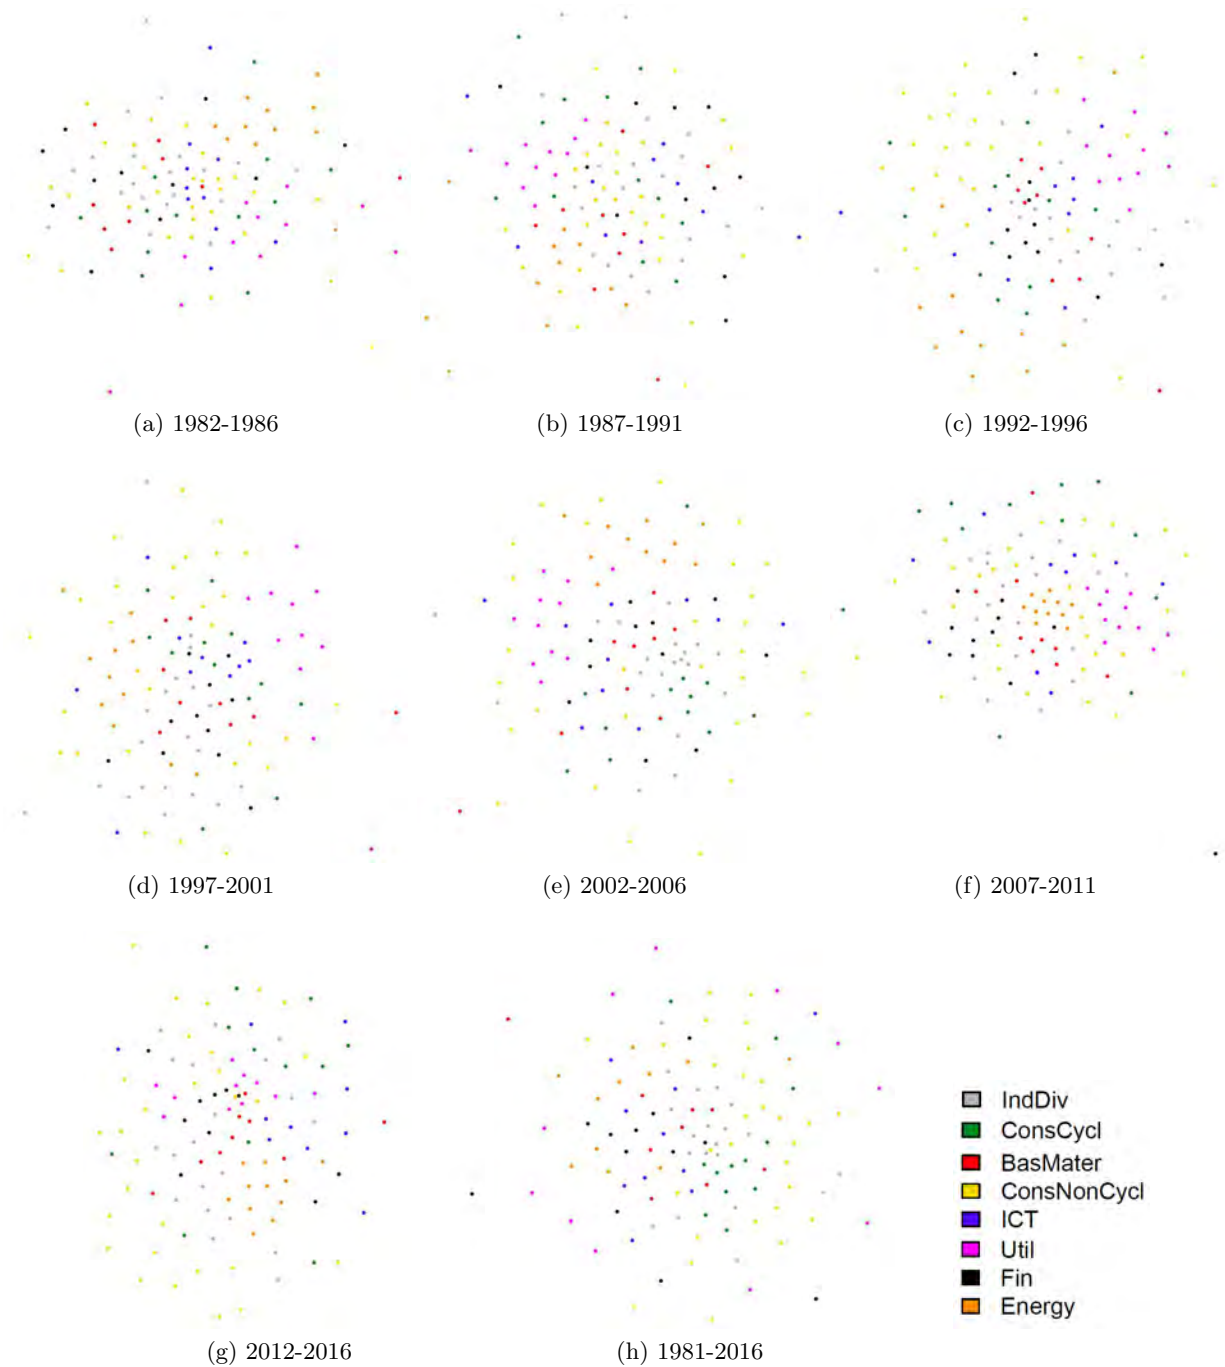 (a) 1982-1986
(b) 1987-1991
(c) 1992-1996
(d) 1997-2001
(e) 2002-2006
(f) 2007-2011
IndDiv
ConsCycl
BasMater
ConsNonCycl
ICT
Util
Fin
Energy
(g) 2012-2016
(h) 1981-2016